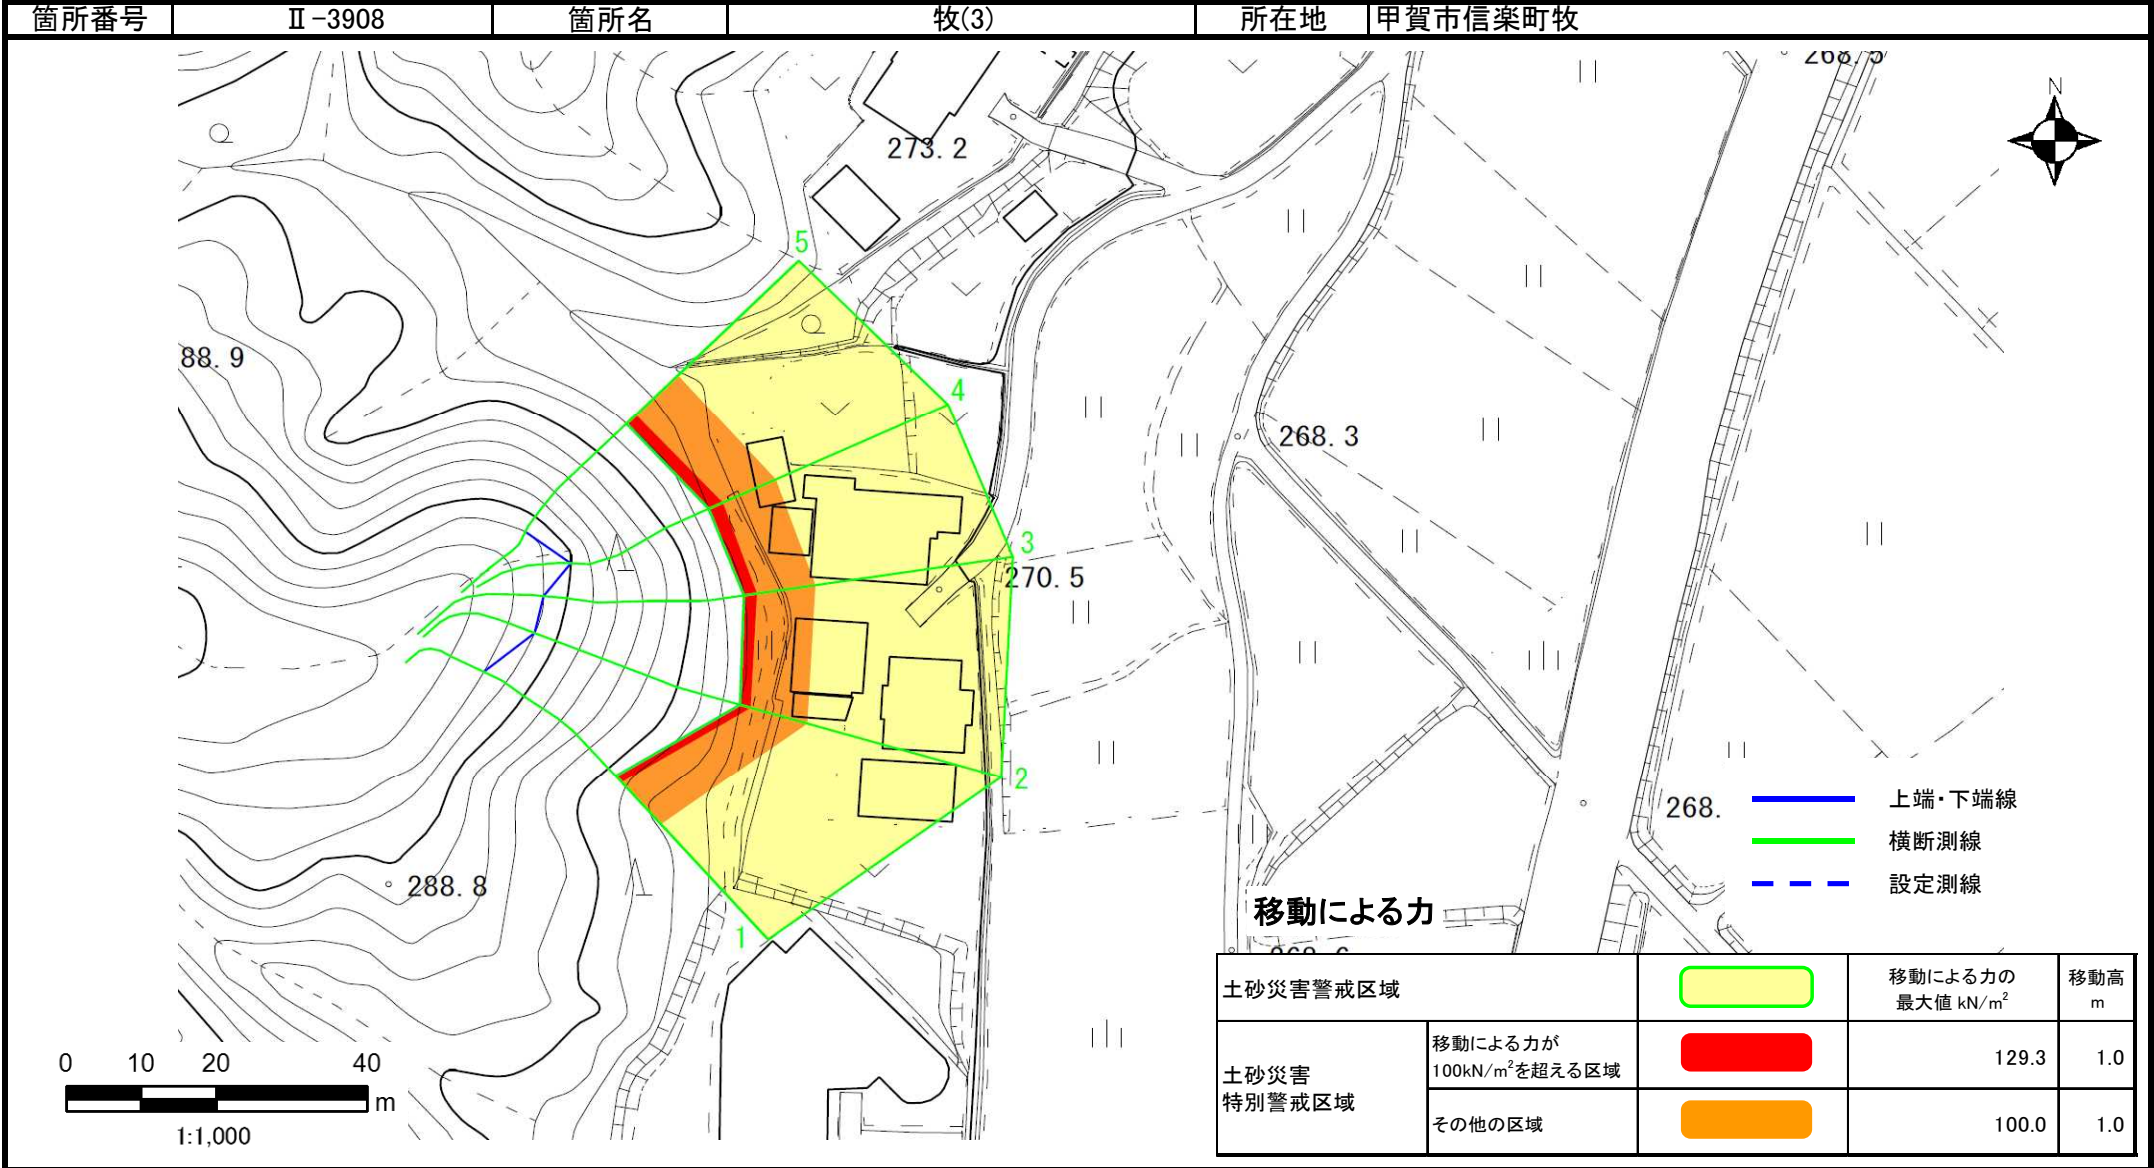 箇所番号 Ⅱ-3908 箇所名 牧(3) 所在地 甲賀市信楽町牧
N
273.2
5
88.9
4
268.3
3
270.5
2
268.
288.8
1
上端・下端線
横断測線
設定測線
移動による力
土砂災害警戒区域
移動による力の
最大値 kN/m²
移動高
m
土砂災害
特別警戒区域
移動による力が
100kN/m²を超える区域
129.3 1.0
その他の区域
100.0 1.0
0 10 20 40
m
1:1,000